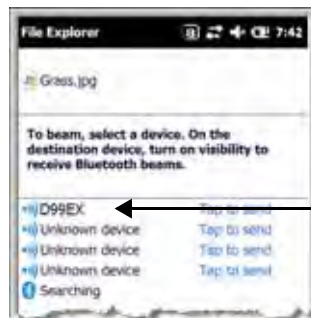 File Explorer 7:42
Grass.jpg
To beam, select a device. On the
destination device, turn on visibility to
receive Bluetooth beams.
D99EX Tap to send
Unknown device Tap to send
Unknown device Tap to send
Unknown device Tap to send
Searching